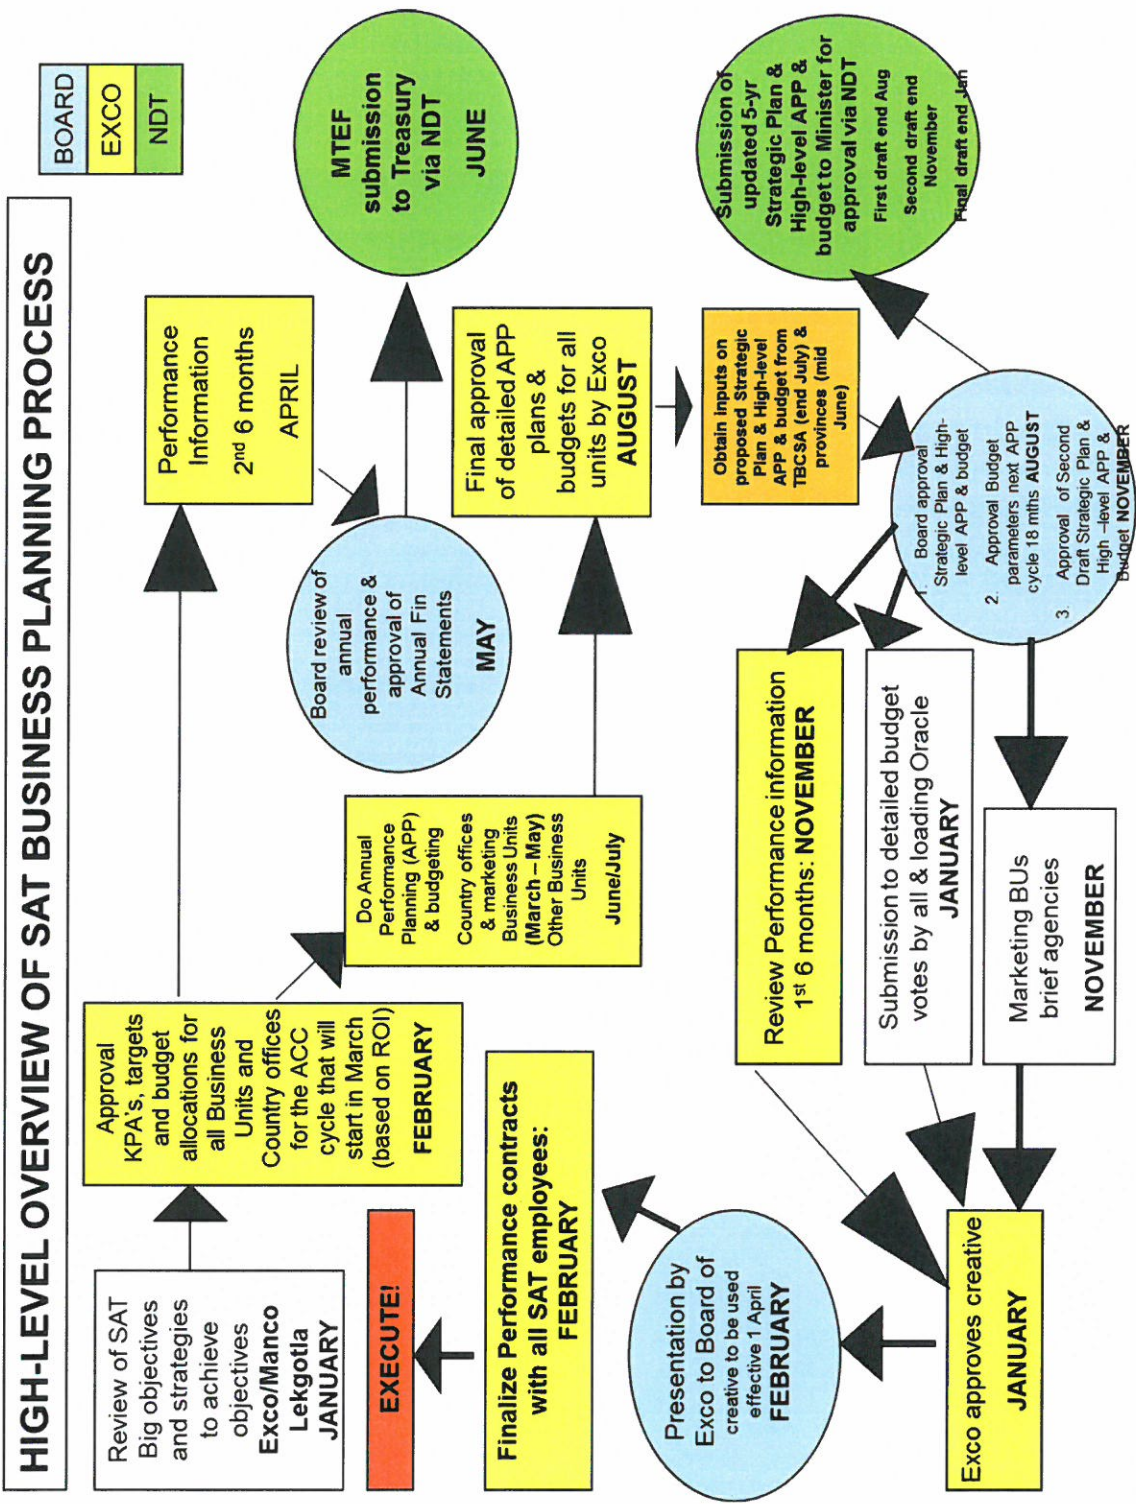 HIGH-LEVEL OVERVIEW OF SAT BUSINESS PLANNING PROCESS
BOARD
EXCO
NDT
Review of SAT
Big objectives
and strategies
to achieve
objectives
Exco/Manco
Lekgotla
JANUARY
Approval
KPA's, targets
and budget
allocations for
all Business
Units and
Country offices
for the ACC
cycle that will
start in March
(based on ROI)
FEBRUARY
Performance
Information
2nd 6 months
APRIL
Board review of
annual
performance &
approval of
Annual Fin
Statements
MAY
MTEF
submission
to Treasury
via NDT
JUNE
Do Annual
Performance
Planning (APP)
& budgeting
Country offices
& marketing
Business Units
(March – May)
Other Business
Units
June/July
Final approval
of detailed APP
plans &
budgets for all
units by Exco
AUGUST
Obtain inputs on
proposed Strategic
Plan & High-level
APP & budget from
TBCSA (end July) &
provinces (mid
June)
1. Board approval
Strategic Plan & High-
level APP & budget
2. Approval Budget
parameters next APP
cycle 18 mths AUGUST
3. Approval of Second
Draft Strategic Plan &
High –level APP &
Budget NOVEMBER
Submission of
updated 5-yr
Strategic Plan &
High-level APP &
budget to Minister for
approval via NDT
First draft end Aug
Second draft end
November
Final draft end Jan
Review Performance information
1st 6 months: NOVEMBER
Submission to detailed budget
votes by all & loading Oracle
JANUARY
Marketing BUs
brief agencies
NOVEMBER
Exco approves creative
JANUARY
Presentation by
Exco to Board of
creative to be used
effective 1 April
FEBRUARY
Finalize Performance contracts
with all SAT employees:
FEBRUARY
EXECUTE!